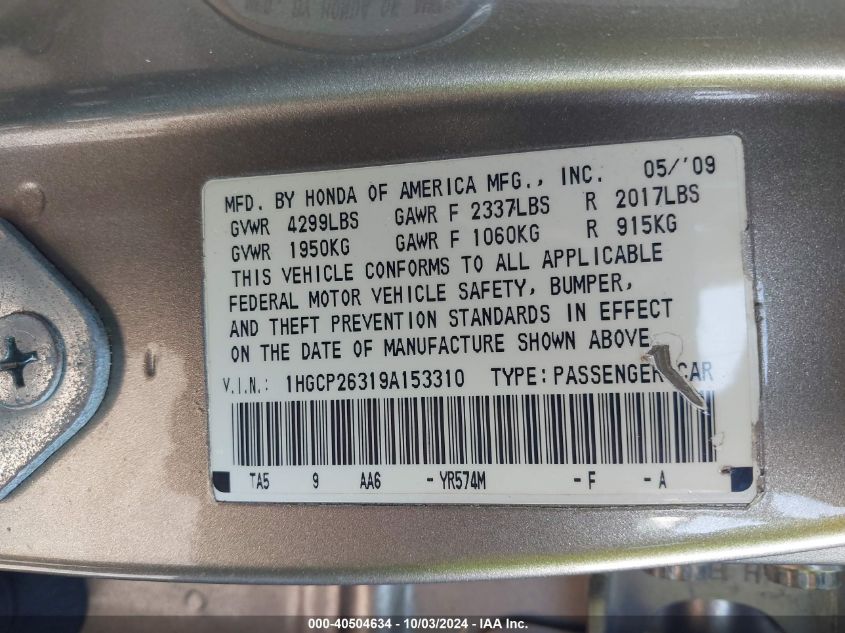 MFD. BY HONDA OF AMERICA MFG., INC. 05/'09
GVWR 4299LBS GAWR F 2337LBS R 2017LBS
GVWR 1950KG GAWR F 1060KG R 915KG
THIS VEHICLE CONFORMS TO ALL APPLICABLE
FEDERAL MOTOR VEHICLE SAFETY, BUMPER,
AND THEFT PREVENTION STANDARDS IN EFFECT
ON THE DATE OF MANUFACTURE SHOWN ABOVE
V.I.N.: 1HGCP26319A153310 TYPE:PASSENGER CAR
TA5 9 AA6 -YR574M -F -A
000-40504634 - 10/03/2024 - IAA Inc.